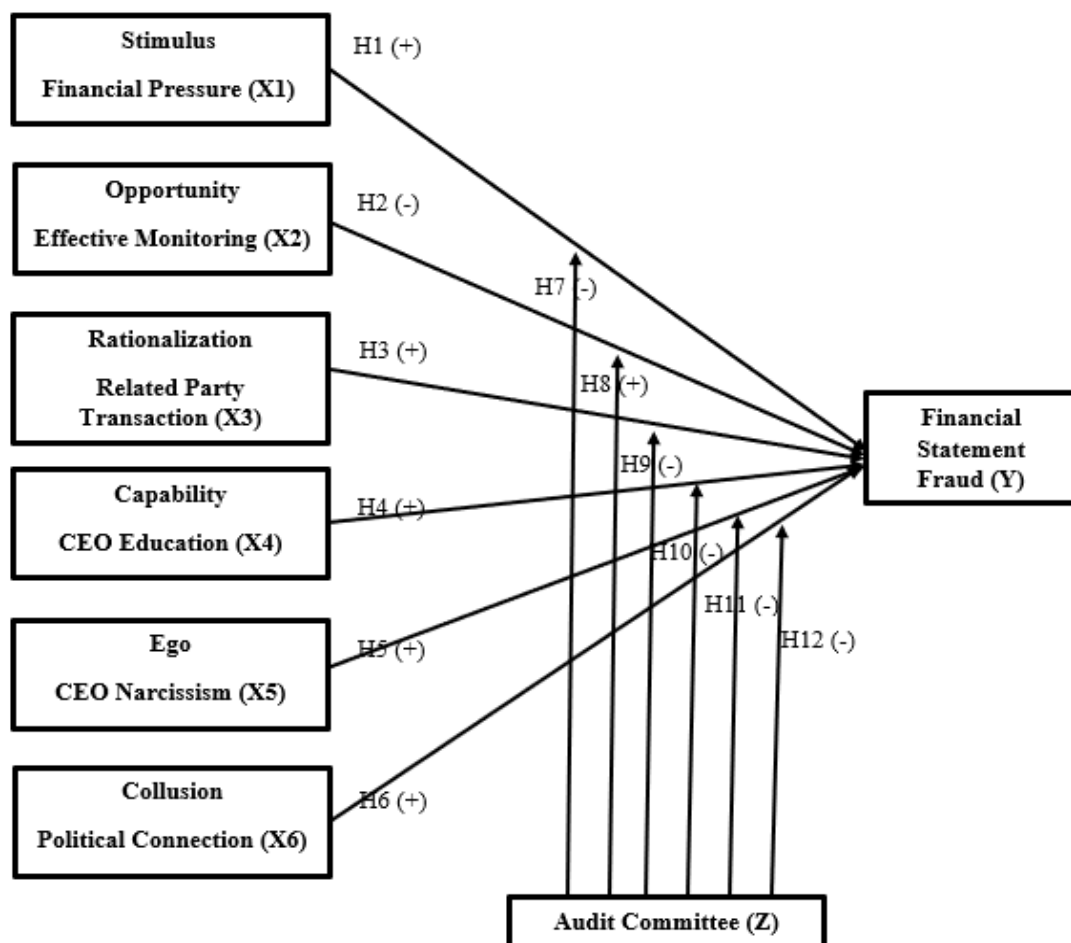 Stimulus
Financial Pressure (X1)
H1 (+)
Opportunity
Effective Monitoring (X2)
H2 (-)
H7 (-)
Rationalization
Related Party
Transaction (X3)
H3 (+)
H8 (+)
Financial
Statement
Fraud (Y)
H9 (-)
Capability
CEO Education (X4)
H4 (+)
H10 (-)
H11 (-)
Ego
CEO Narcissism (X5)
H5 (+)
H12 (-)
Collusion
Political Connection (X6)
H6 (+)
Audit Committee (Z)